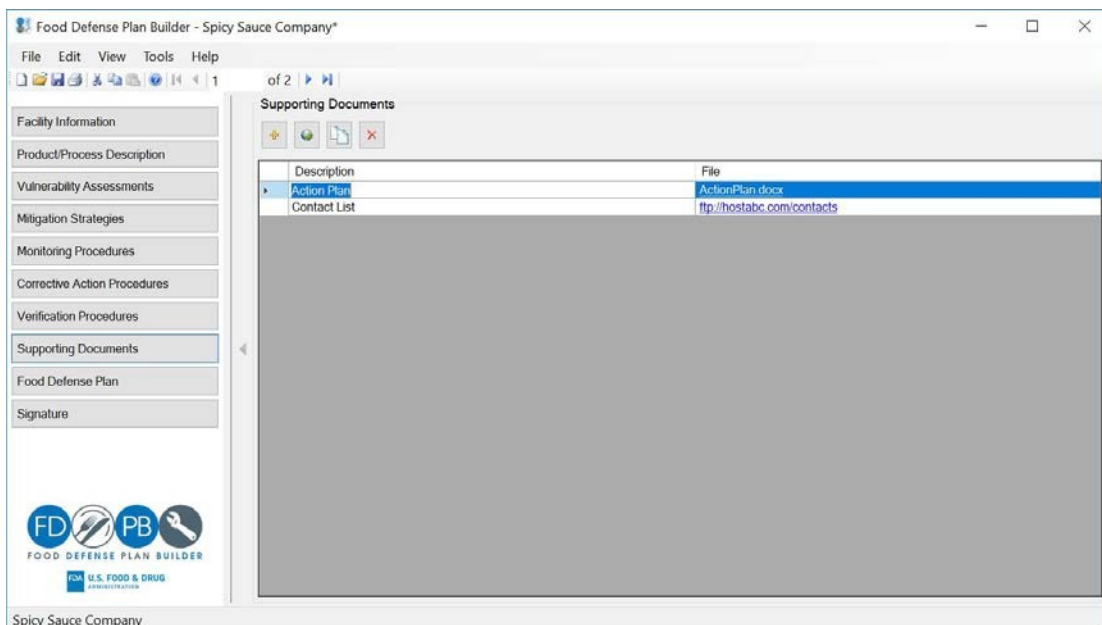 Food Defense Plan Builder - Spicy Sauce Company*
File Edit View Tools Help
1 of 2
Facility Information
Product/Process Description
Vulnerability Assessments
Mitigation Strategies
Monitoring Procedures
Corrective Action Procedures
Verification Procedures
Supporting Documents
Food Defense Plan
Signature
Supporting Documents
Description File
Action Plan ActionPlan.docx
Contact List ftp://hostabc.com/contacts
FD PB
FOOD DEFENSE PLAN BUILDER
FDA U.S. FOOD & DRUG
ADMINISTRATION
Spicy Sauce Company